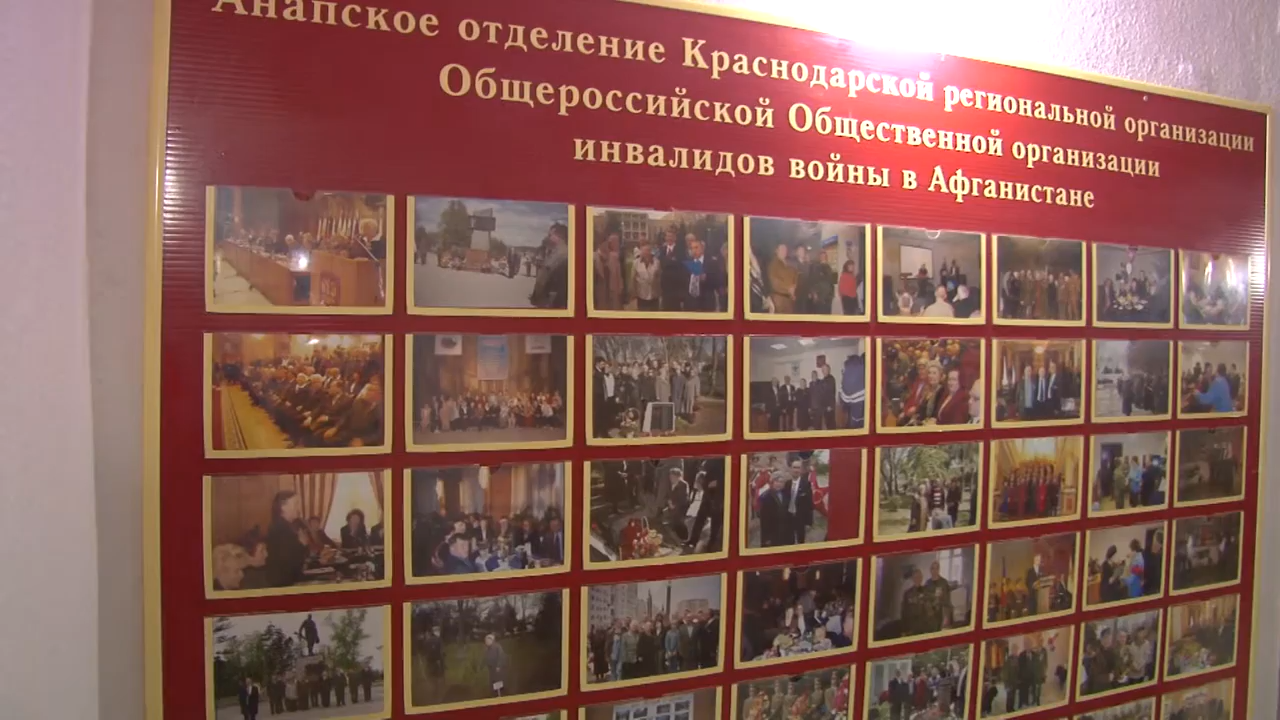 Анапское отделение Краснодарской региональной организации
Общероссийской Общественной организации
инвалидов войны в Афганистане